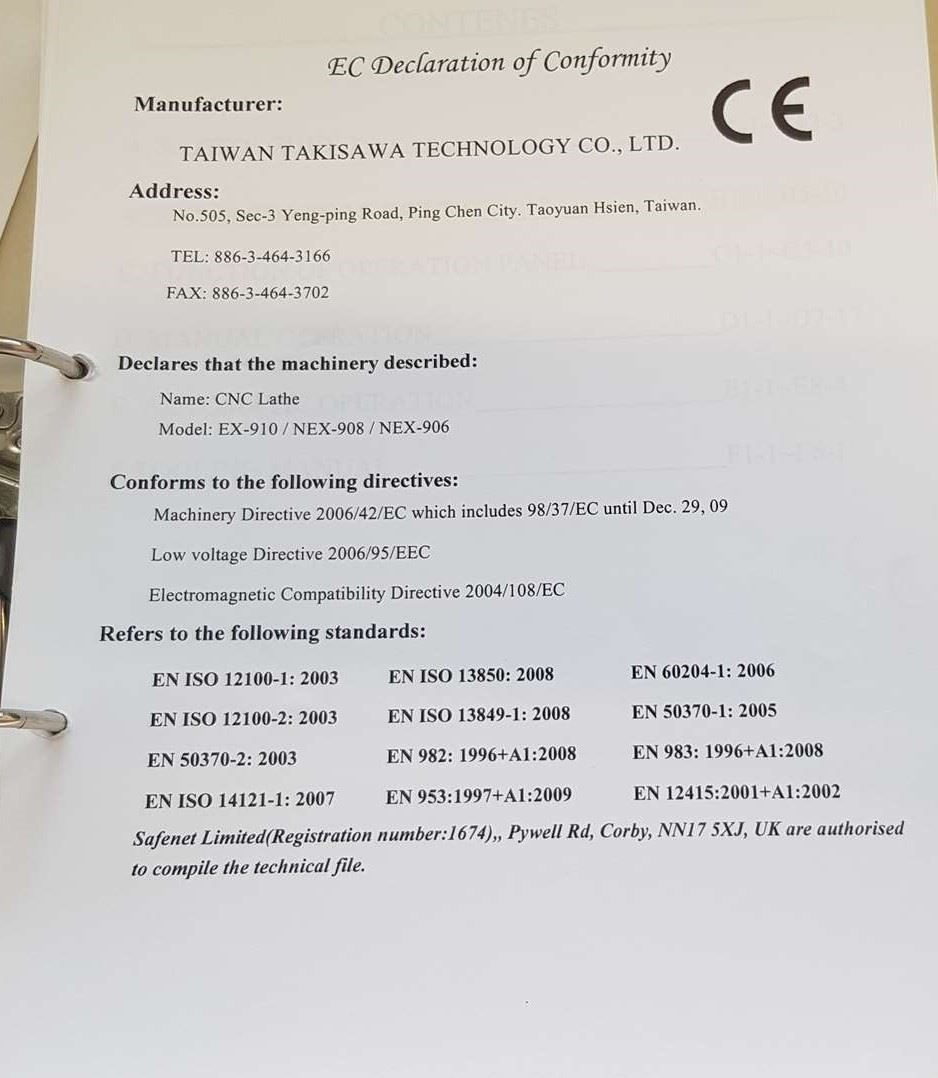 EC Declaration of Conformity
CE
Manufacturer:
TAIWAN TAKISAWA TECHNOLOGY CO., LTD.
Address:
No.505, Sec-3 Yeng-ping Road, Ping Chen City. Taoyuan Hsien, Taiwan.
TEL: 886-3-464-3166
FAX: 886-3-464-3702
Declares that the machinery described:
Name: CNC Lathe
Model: EX-910 / NEX-908 / NEX-906
Conforms to the following directives:
Machinery Directive 2006/42/EC which includes 98/37/EC until Dec. 29, 09
Low voltage Directive 2006/95/EEC
Electromagnetic Compatibility Directive 2004/108/EC
Refers to the following standards:
EN ISO 12100-1: 2003 EN ISO 13850: 2008 EN 60204-1: 2006
EN ISO 12100-2: 2003 EN ISO 13849-1: 2008 EN 50370-1: 2005
EN 50370-2: 2003 EN 982: 1996+A1:2008 EN 983: 1996+A1:2008
EN ISO 14121-1: 2007 EN 953:1997+A1:2009 EN 12415:2001+A1:2002
Safenet Limited(Registration number:1674),, Pywell Rd, Corby, NN17 5XJ, UK are authorised
to compile the technical file.